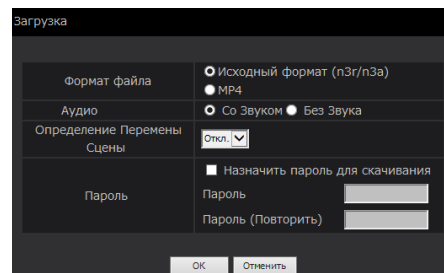 Загрузка
Формат файла
Исходный формат (n3r/n3a)
MP4
Аудио
Со Звуком Без Звука
Определение Перемены
Сцены
Откл.
Пароль
Назначить пароль для скачивания
Пароль
Пароль (Повторить)
OK Отменить